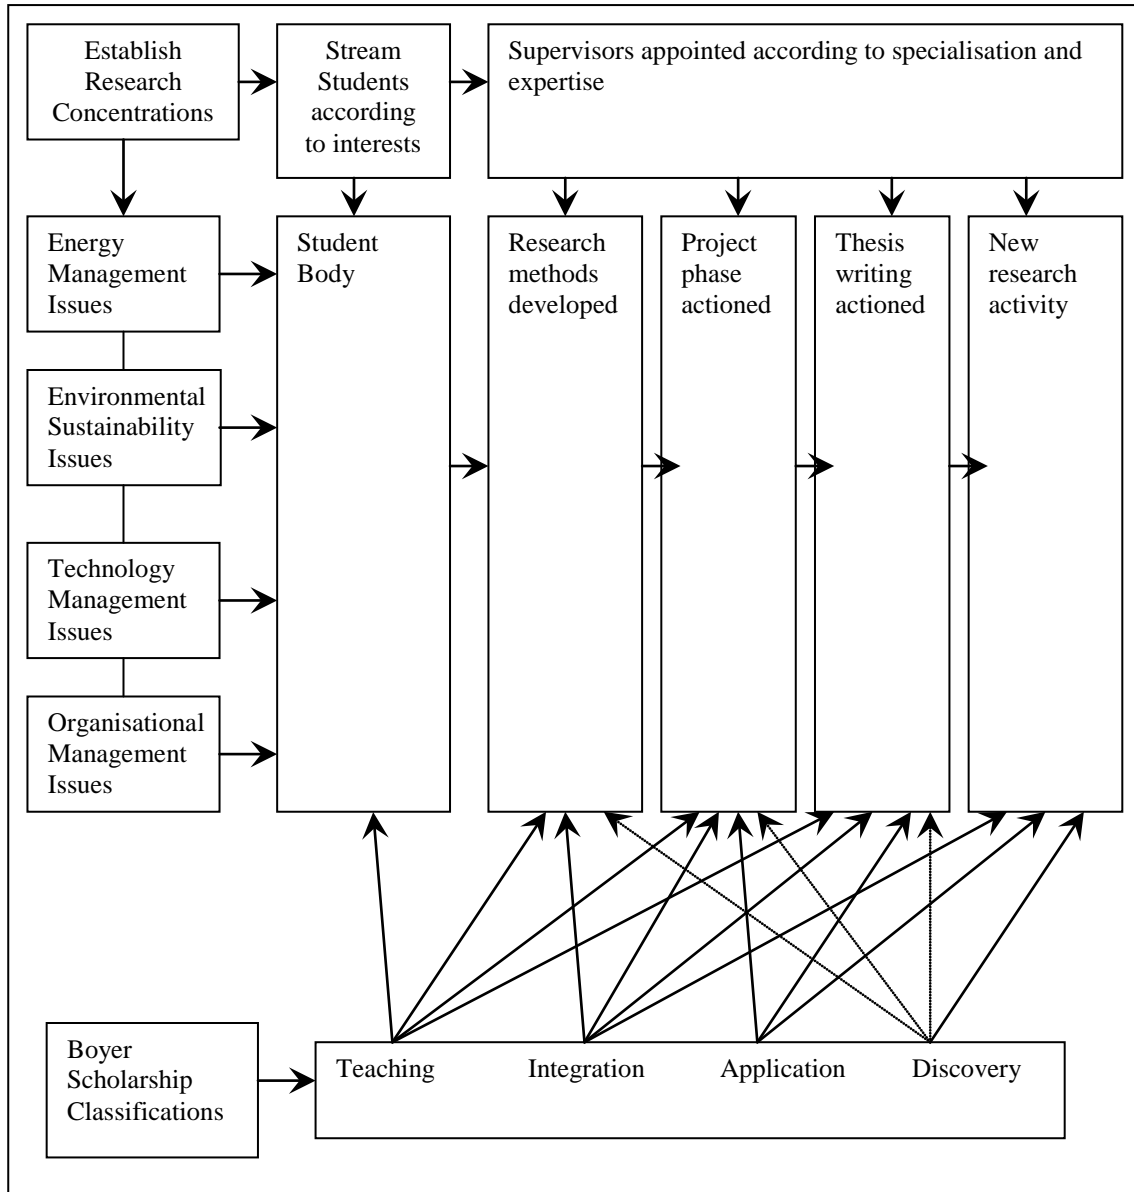 Establish
Research
Concentrations
Stream
Students
according
to interests
Supervisors appointed according to specialisation and
expertise
Energy
Management
Issues
Student
Body
Research
methods
developed
Project
phase
actioned
Thesis
writing
actioned
New
research
activity
Environmental
Sustainability
Issues
Technology
Management
Issues
Organisational
Management
Issues
Boyer
Scholarship
Classifications
Teaching
Integration
Application
Discovery